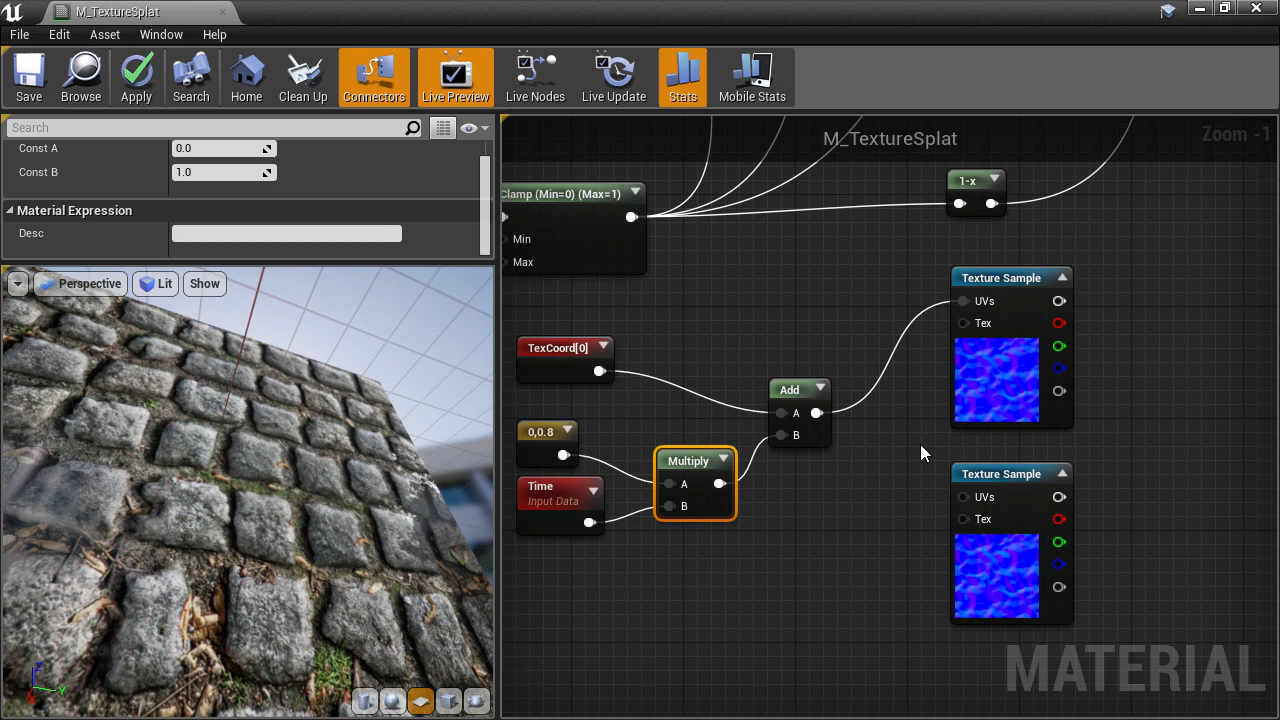 M_TextureSplat
File Edit Asset Window Help
Save Browse Apply Search Home Clean Up Connectors Live Preview Live Nodes Live Update Stats Mobile Stats
Search
Const A 0.0
Const B 1.0
Material Expression
Desc
Perspective Lit Show
Z
Y
M_TextureSplat
Zoom -1
Clamp (Min=0) (Max=1)
Min
Max
1-x
TexCoord[0]
0,0.8
Time
Input Data
Multiply
A
B
Add
A
B
Texture Sample
UVs
Tex
Texture Sample
UVs
Tex
MATERIAL